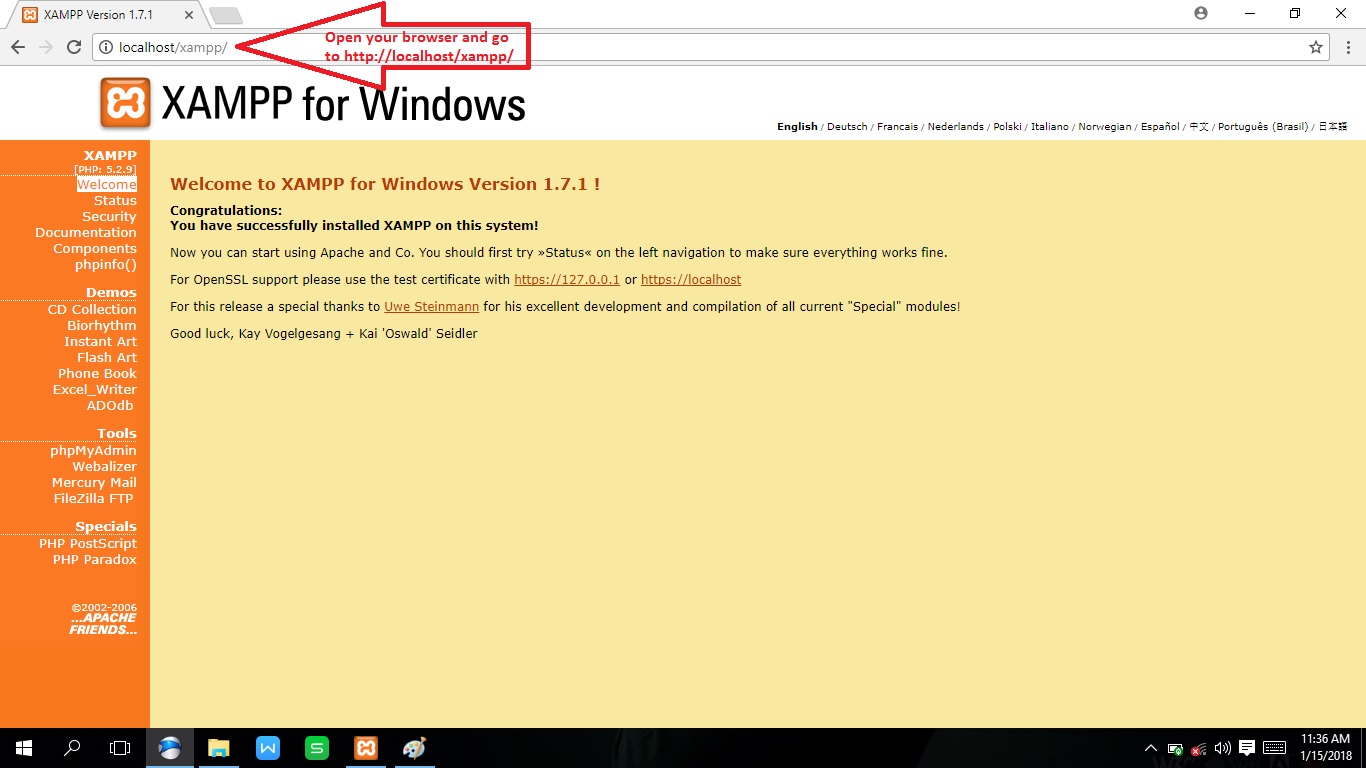 XAMPP Version 1.7.1
localhost/xampp/
Open your browser and go
to http://localhost/xampp/
XAMPP for Windows
English / Deutsch / Francais / Nederlands / Polski / Italiano / Norwegian / Español / 中文 / Português (Brasil) / 日本語
XAMPP
[PHP: 5.2.9]
Welcome
Status
Security
Documentation
Components
phpinfo()
Demos
CD Collection
Biorhythm
Instant Art
Flash Art
Phone Book
Excel_Writer
ADOdb
Tools
phpMyAdmin
Webalizer
Mercury Mail
FileZilla FTP
Specials
PHP PostScript
PHP Paradox
©2002-2006
...APACHE
FRIENDS...
Welcome to XAMPP for Windows Version 1.7.1 !
Congratulations:
You have successfully installed XAMPP on this system!
Now you can start using Apache and Co. You should first try »Status« on the left navigation to make sure everything works fine.
For OpenSSL support please use the test certificate with https://127.0.0.1 or https://localhost
For this release a special thanks to Uwe Steinmann for his excellent development and compilation of all current "Special" modules!
Good luck, Kay Vogelgesang + Kai 'Oswald' Seidler
11:36 AM
1/15/2018